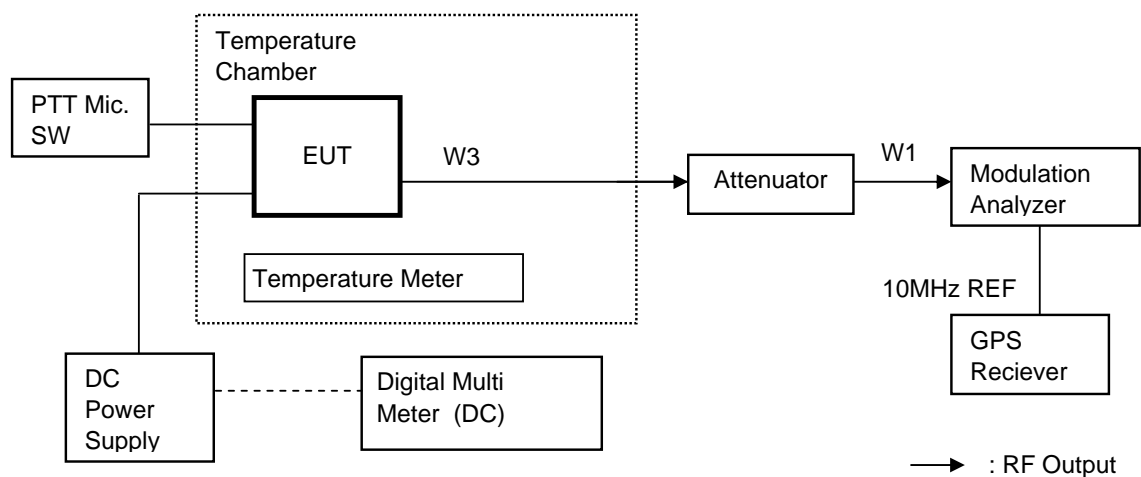 Temperature
Chamber
PTT Mic.
SW
EUT
W3
Attenuator
W1
Modulation
Analyzer
Temperature Meter
10MHz REF
GPS
Reciever
DC
Power
Supply
Digital Multi
Meter (DC)
: RF Output